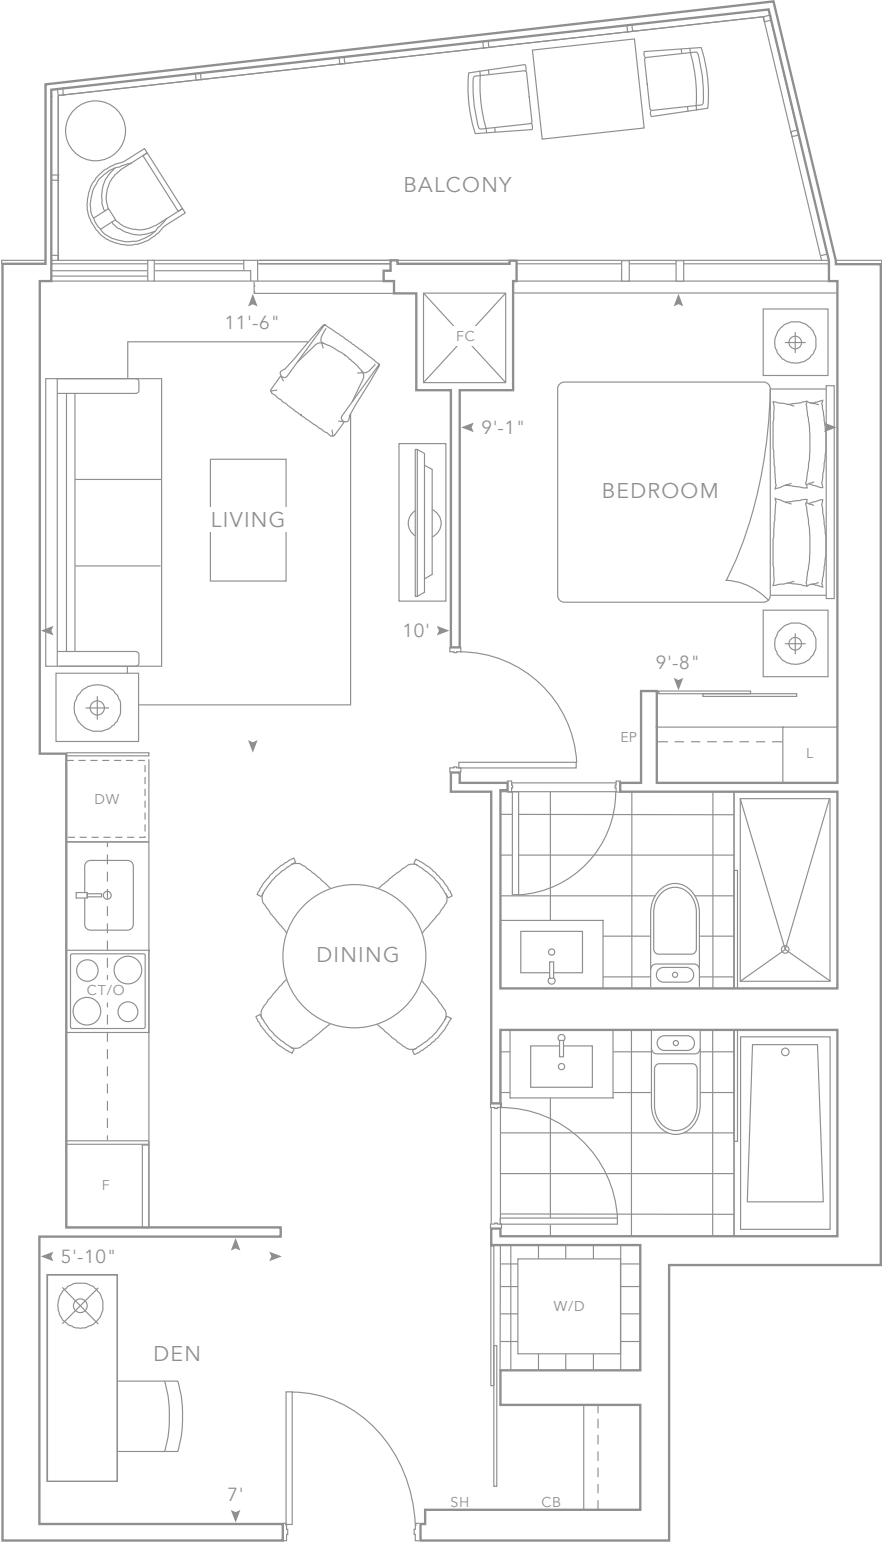 BALCONY
11'-6"
FC
9'-1"
BEDROOM
LIVING
10'
9'-8"
EP
L
DW
DINING
CT/O
F
5'-10"
W/D
DEN
7'
SH
CB